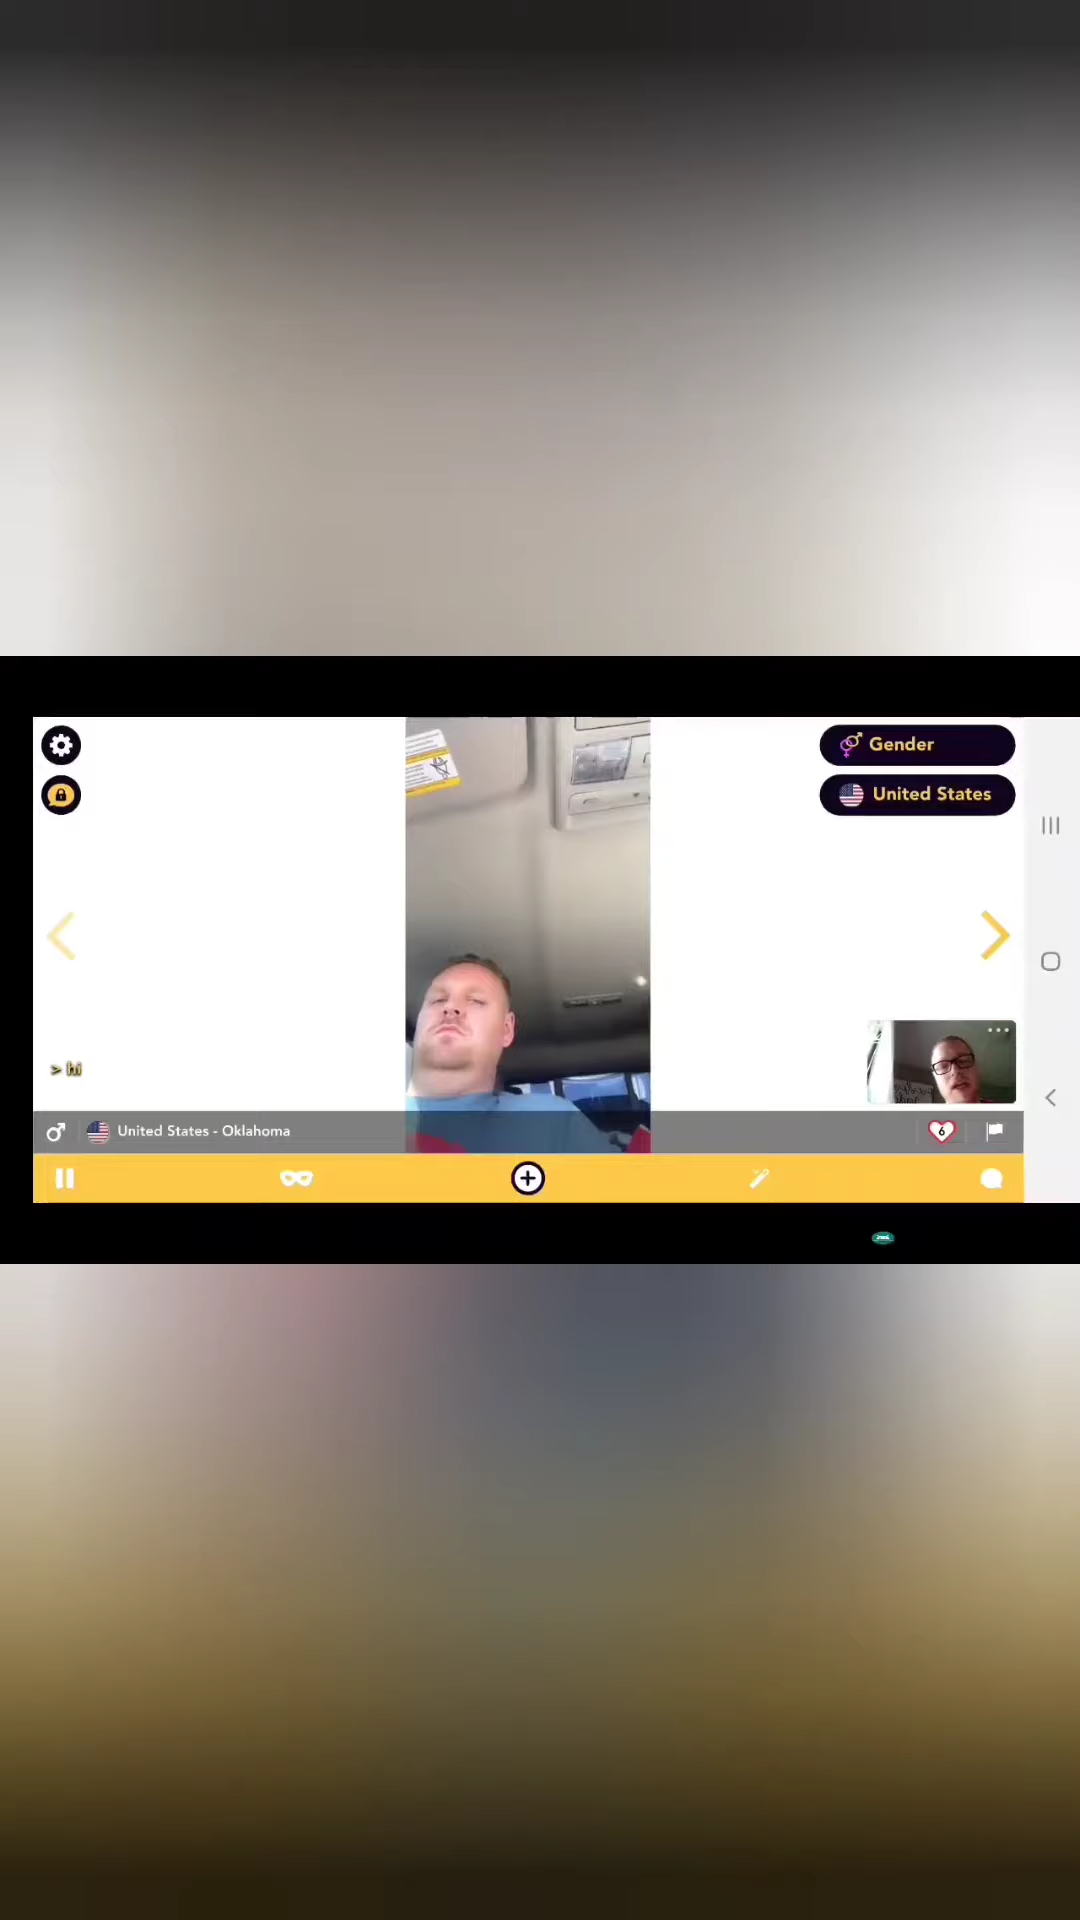 Gender
United States
> hi
United States - Oklahoma
6